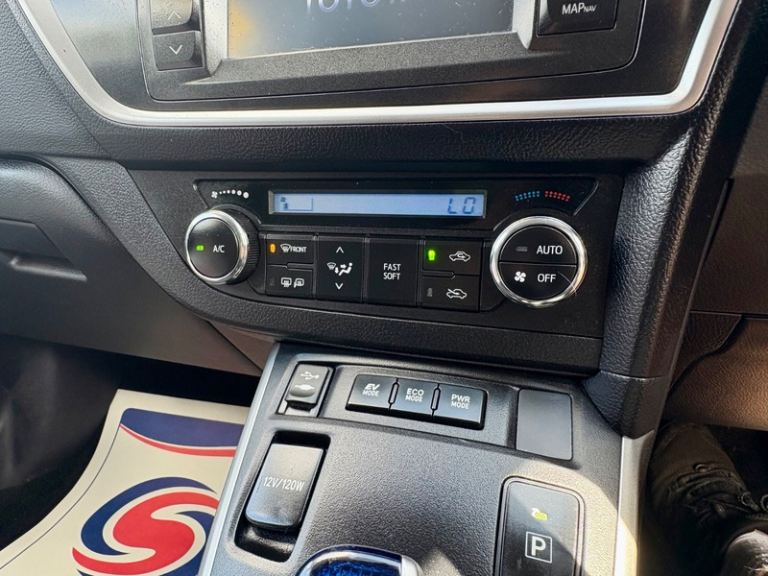 MAP NAV
LO
A/C
FRONT
FAST
SOFT
AUTO
OFF
EV
MODE
ECO
MODE
PWR
MODE
12V/120W
P